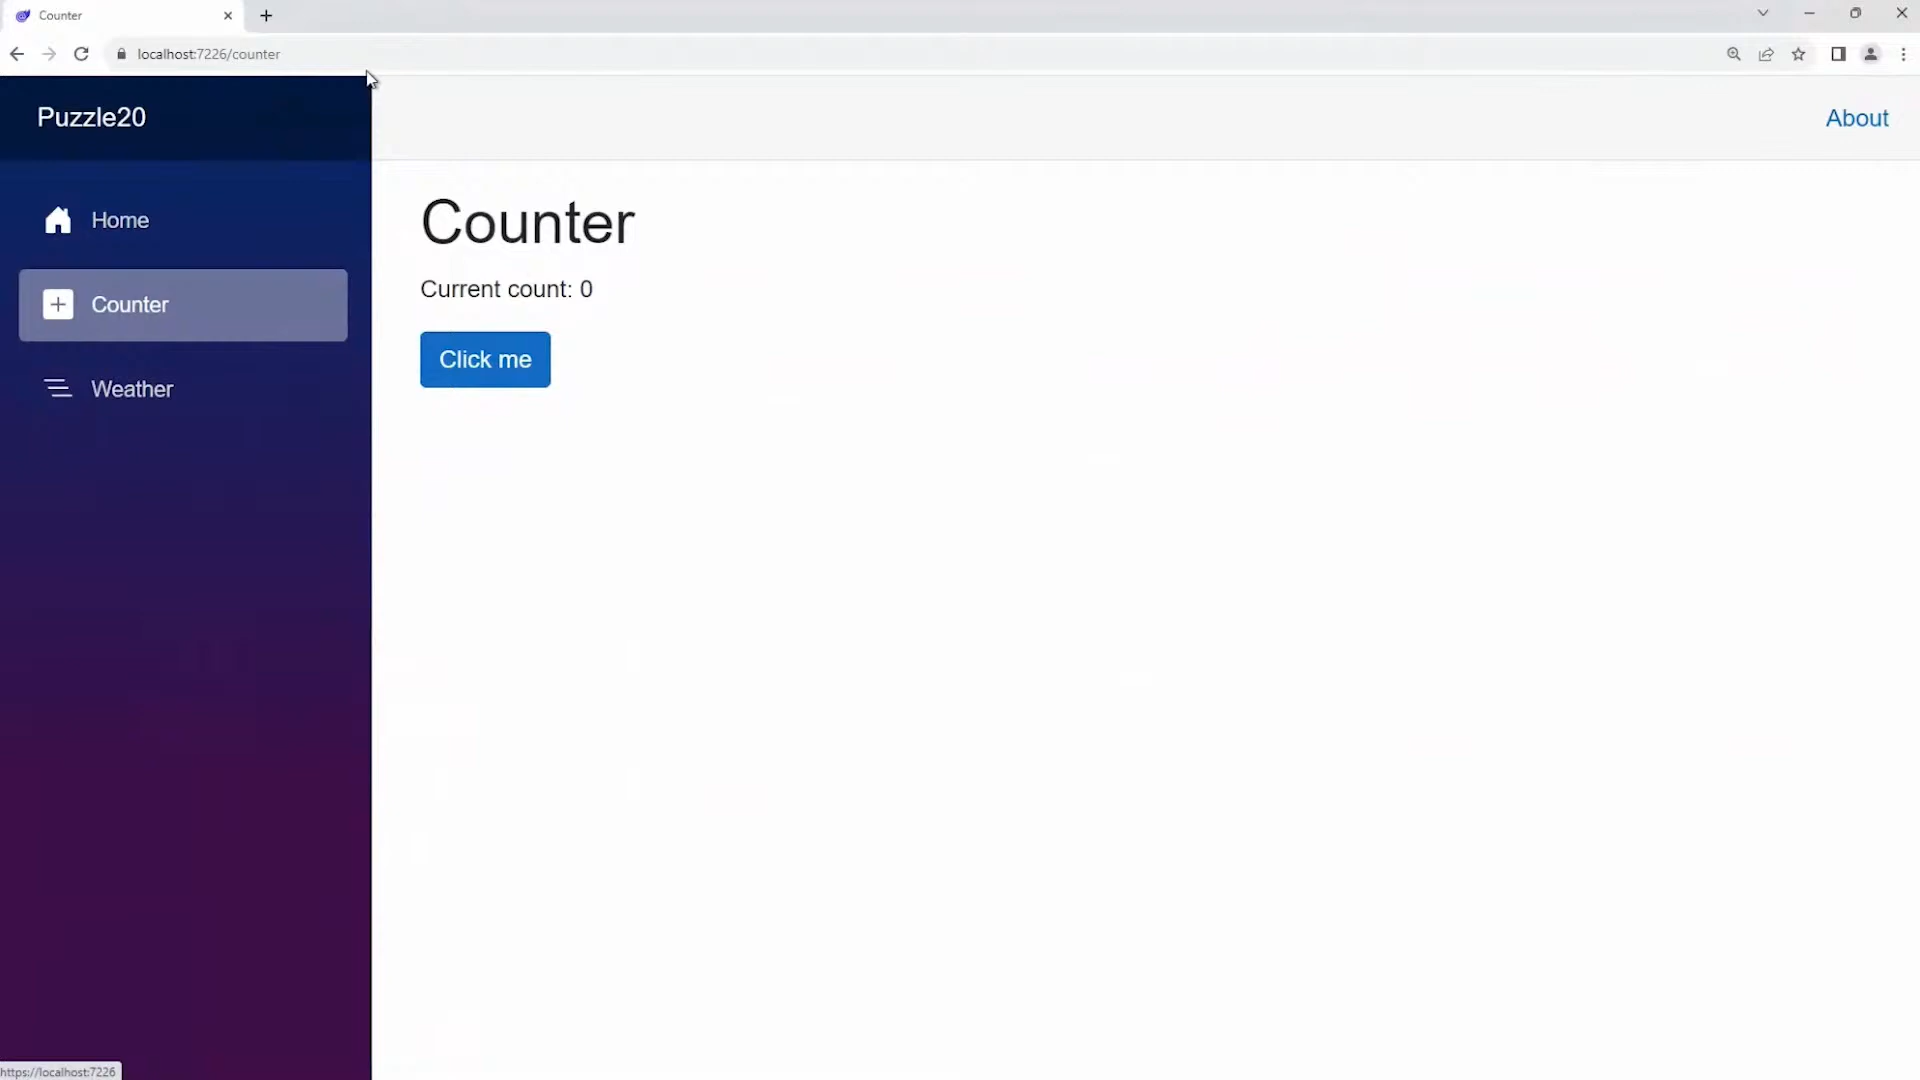 Counter
localhost:7226/counter
Puzzle20
About
Home
Counter
Weather
Counter
Current count: 0
Click me
https://localhost:7226